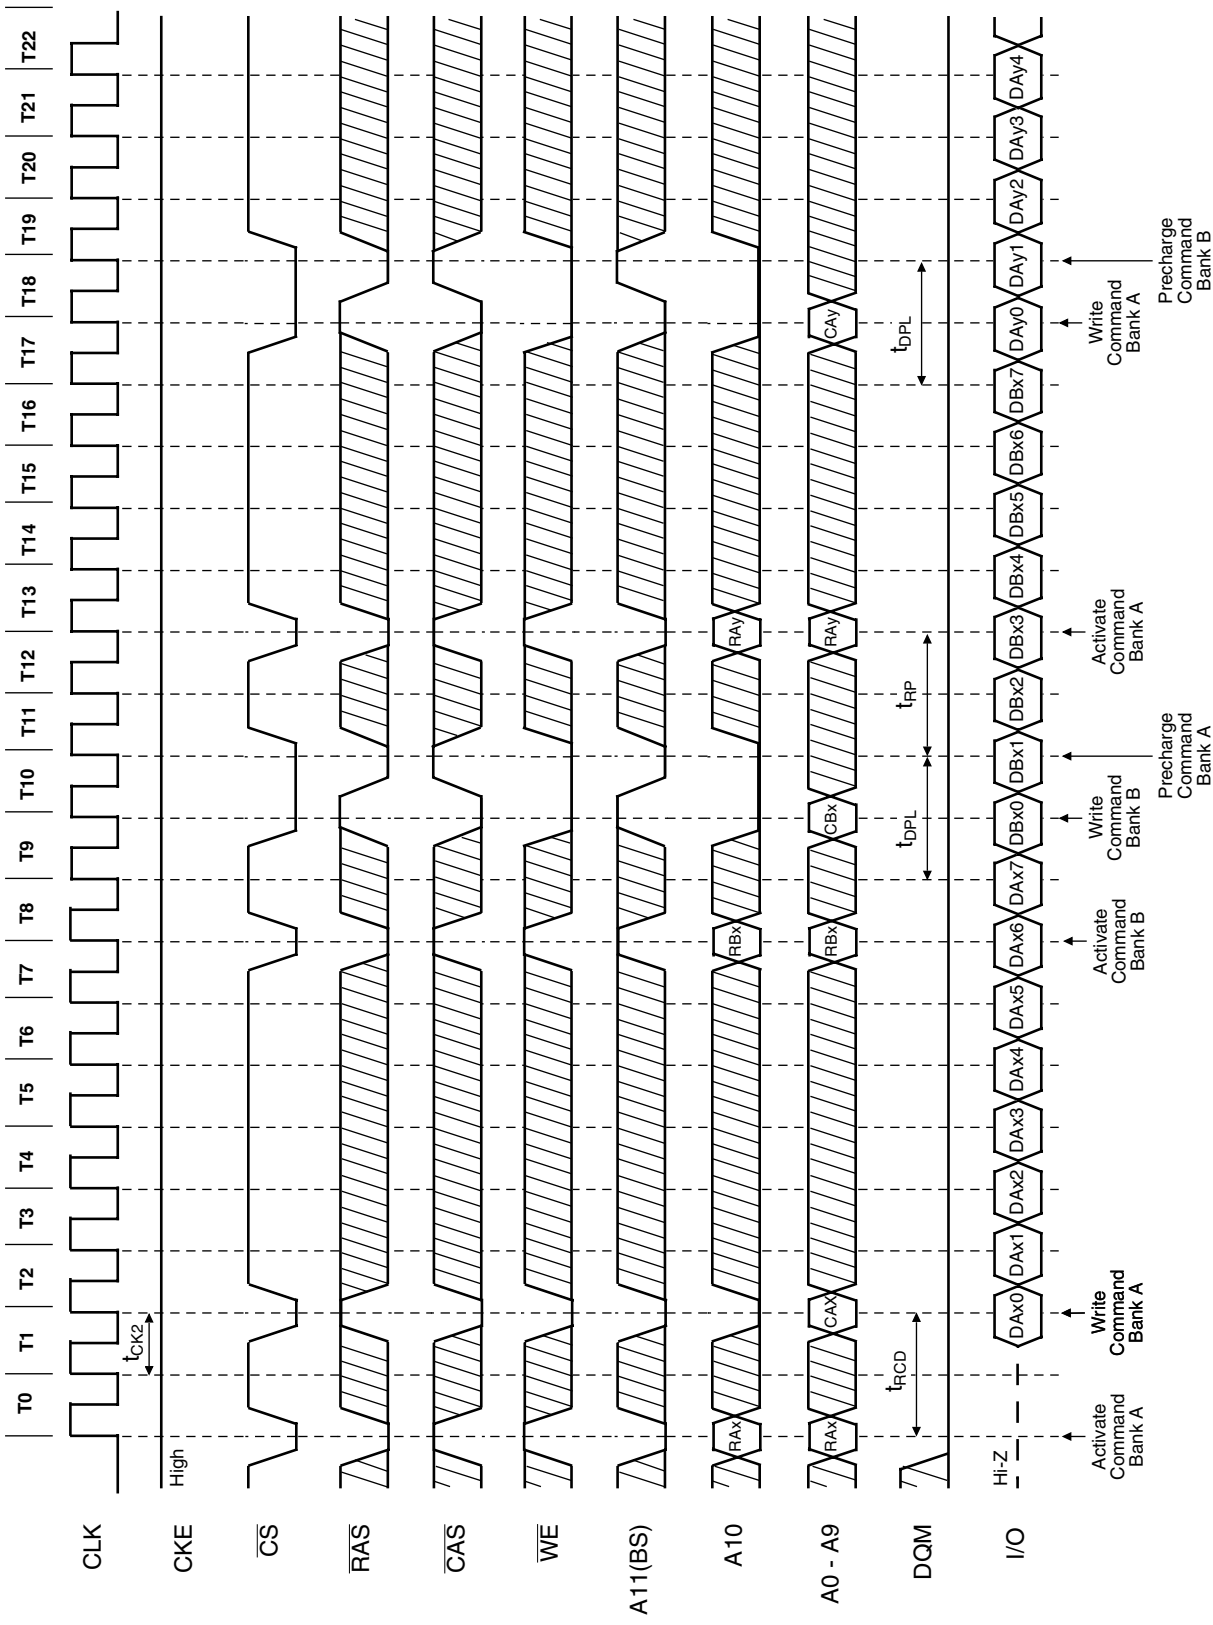 T0 T1 T2 T3 T4 T5 T6 T7 T8 T9 T10 T11 T12 T13 T14 T15 T16 T17 T18 T19 T20 T21 T22
CLK
tCK2
CKE
High
CS
RAS
CAS
WE
A11(BS)
A10
RAx RBx RAy
A0 - A9
RAx CAX RBx CBx RAy CAy
DQM
tRCD tDPL tRP tDPL
I/O
Hi-Z
DAx0 DAx1 DAx2 DAx3 DAx4 DAx5 DAx6 DAx7 DBx0 DBx1 DBx2 DBx3 DBx4 DBx5 DBx6 DBx7 DAy0 DAy1 DAy2 DAy3 DAy4
Activate
Command
Bank A
Write
Command
Bank A
Activate
Command
Bank B
Write
Command
Bank B
Precharge
Command
Bank A
Activate
Command
Bank A
Write
Command
Bank A
Precharge
Command
Bank B